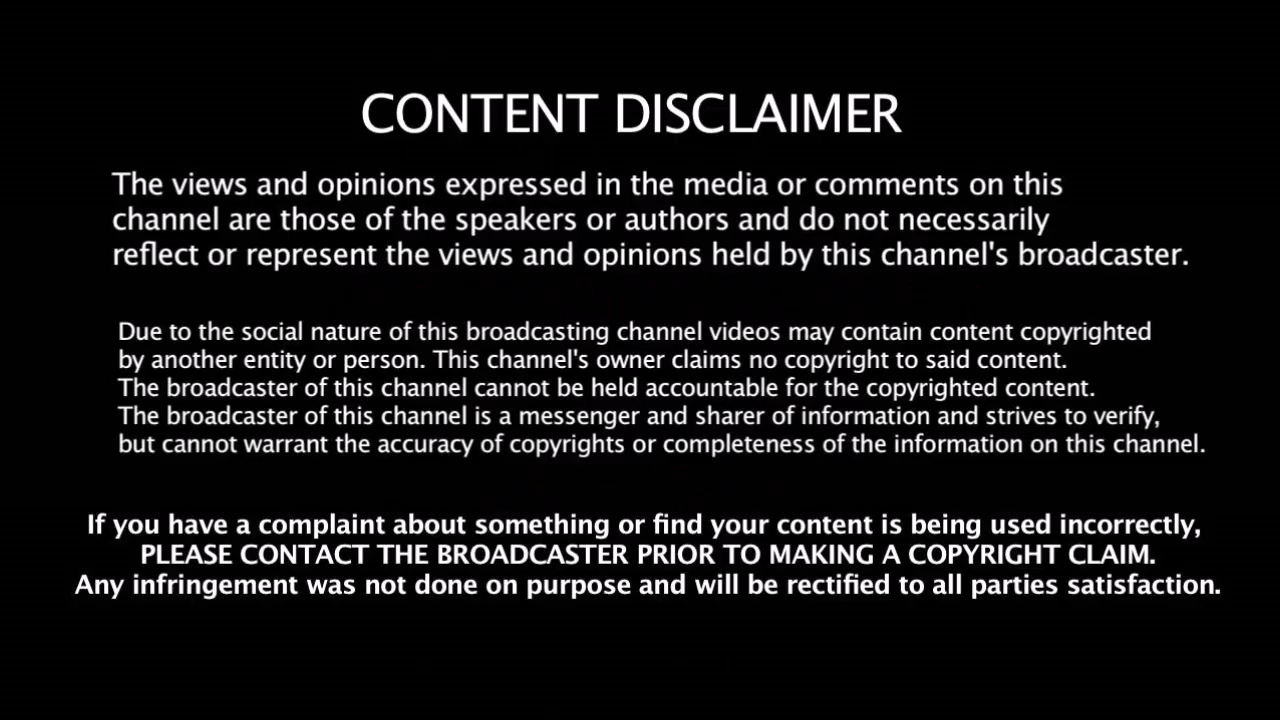 CONTENT DISCLAIMER
The views and opinions expressed in the media or comments on this
channel are those of the speakers or authors and do not necessarily
reflect or represent the views and opinions held by this channel's broadcaster.
Due to the social nature of this broadcasting channel videos may contain content copyrighted
by another entity or person. This channel's owner claims no copyright to said content.
The broadcaster of this channel cannot be held accountable for the copyrighted content.
The broadcaster of this channel is a messenger and sharer of information and strives to verify,
but cannot warrant the accuracy of copyrights or completeness of the information on this channel.
If you have a complaint about something or find your content is being used incorrectly,
PLEASE CONTACT THE BROADCASTER PRIOR TO MAKING A COPYRIGHT CLAIM.
Any infringement was not done on purpose and will be rectified to all parties satisfaction.